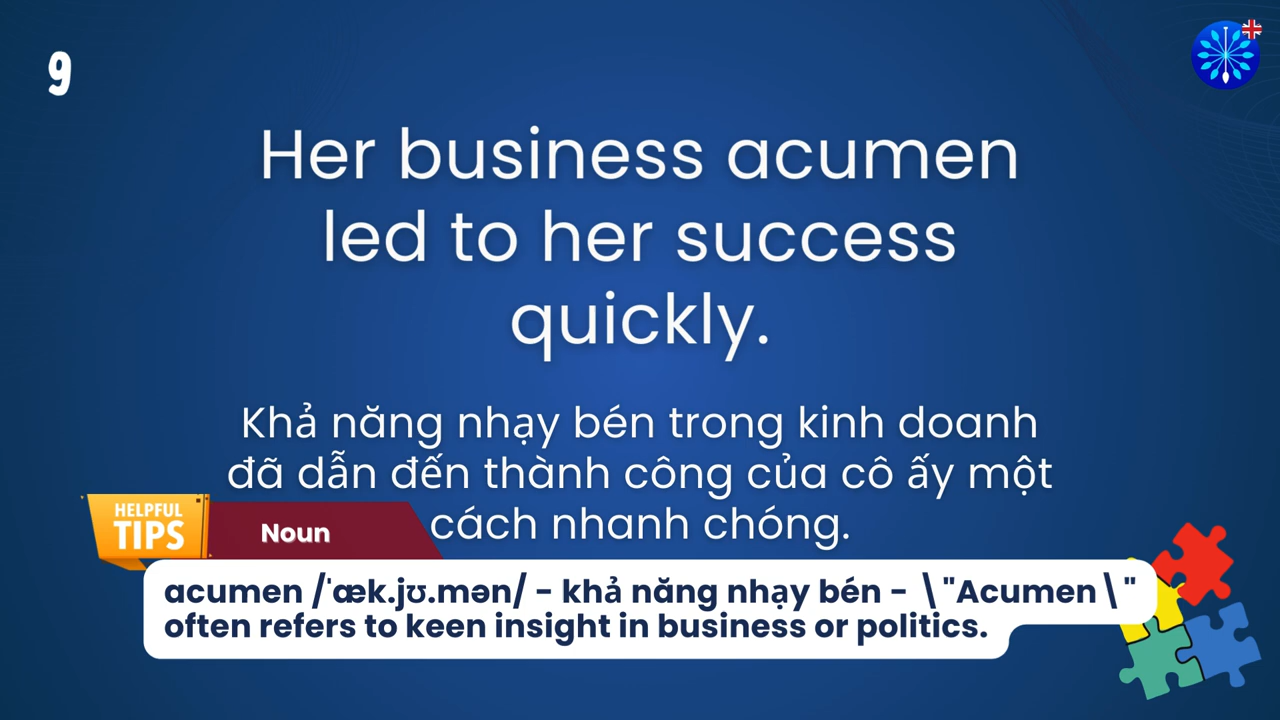 9
Her business acumen
led to her success
quickly.
Khả năng nhạy bén trong kinh doanh
đã dẫn đến thành công của cô ấy một
cách nhanh chóng.
HELPFUL
TIPS
Noun
acumen /ˈæk.jʊ.mən/ - khả năng nhạy bén - \"Acumen\"
often refers to keen insight in business or politics.